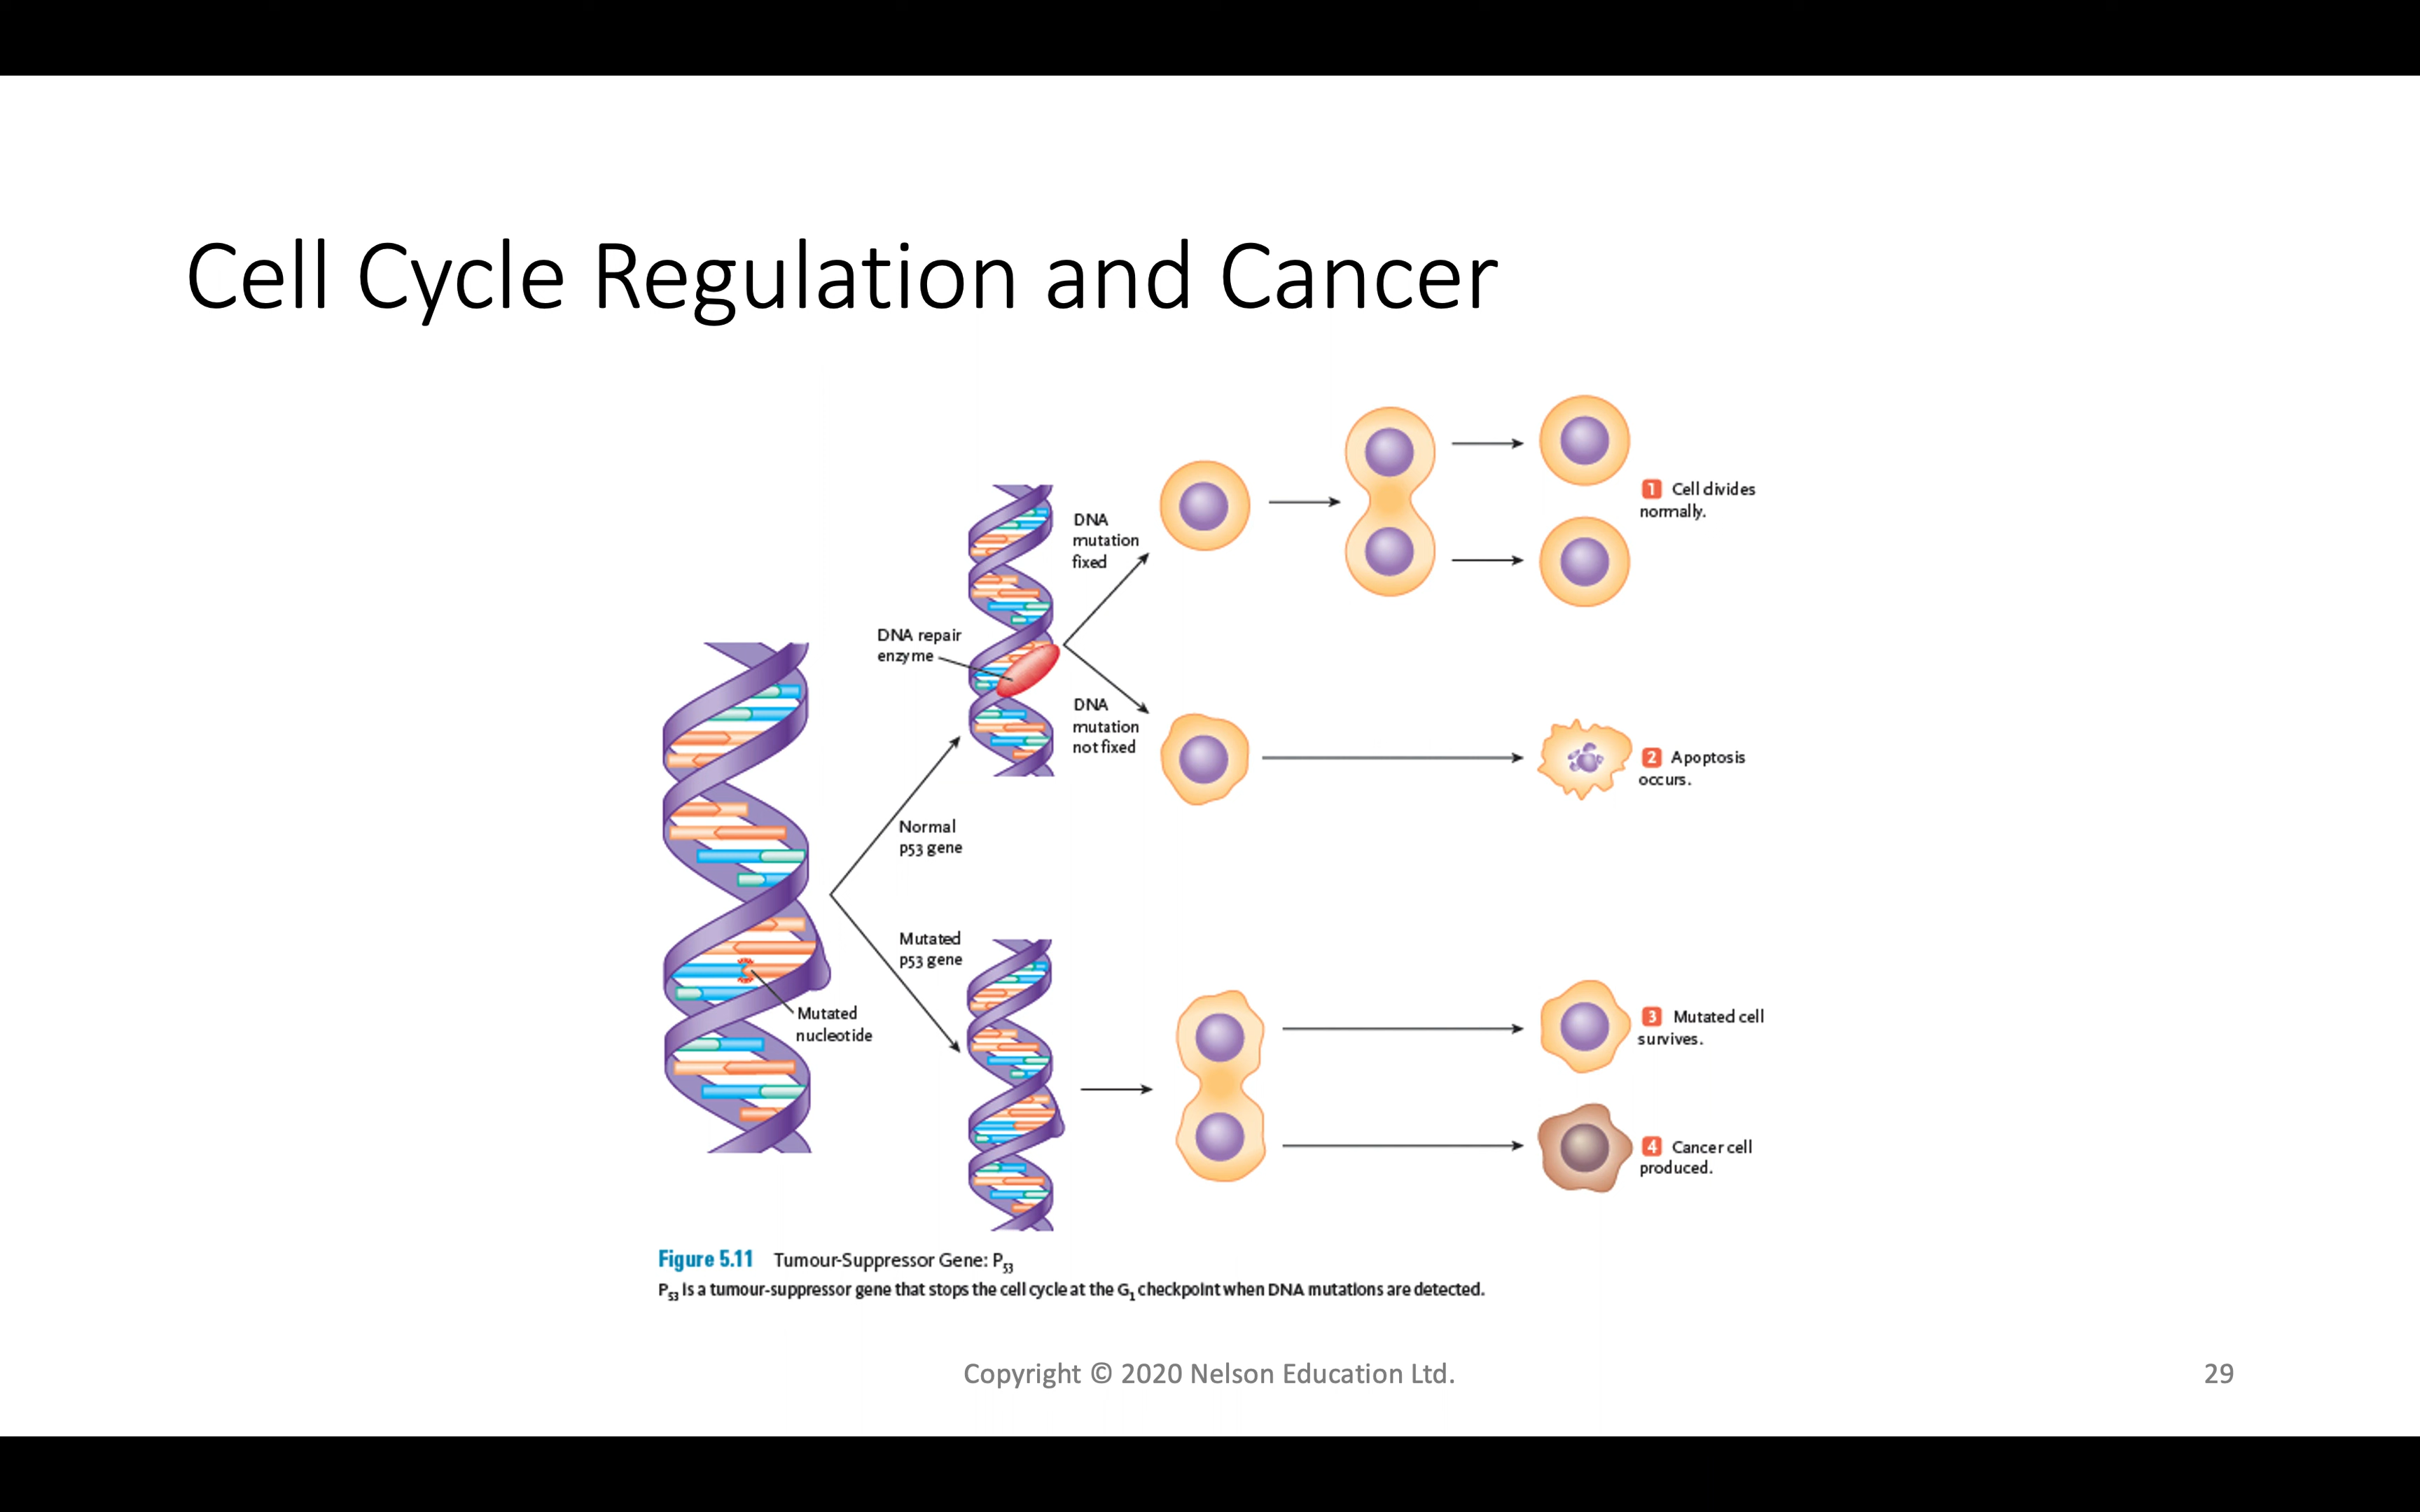 Cell Cycle Regulation and Cancer
DNA
mutation
fixed
1 Cell divides
normally.
DNA repair
enzyme
DNA
mutation
not fixed
2 Apoptosis
occurs.
Normal
p53 gene
Mutated
p53 gene
Mutated
nucleotide
3 Mutated cell
survives.
4 Cancer cell
produced.
Figure 5.11 Tumour-Suppressor Gene: P53
P53 is a tumour-suppressor gene that stops the cell cycle at the G1 checkpoint when DNA mutations are detected.
Copyright © 2020 Nelson Education Ltd.
29